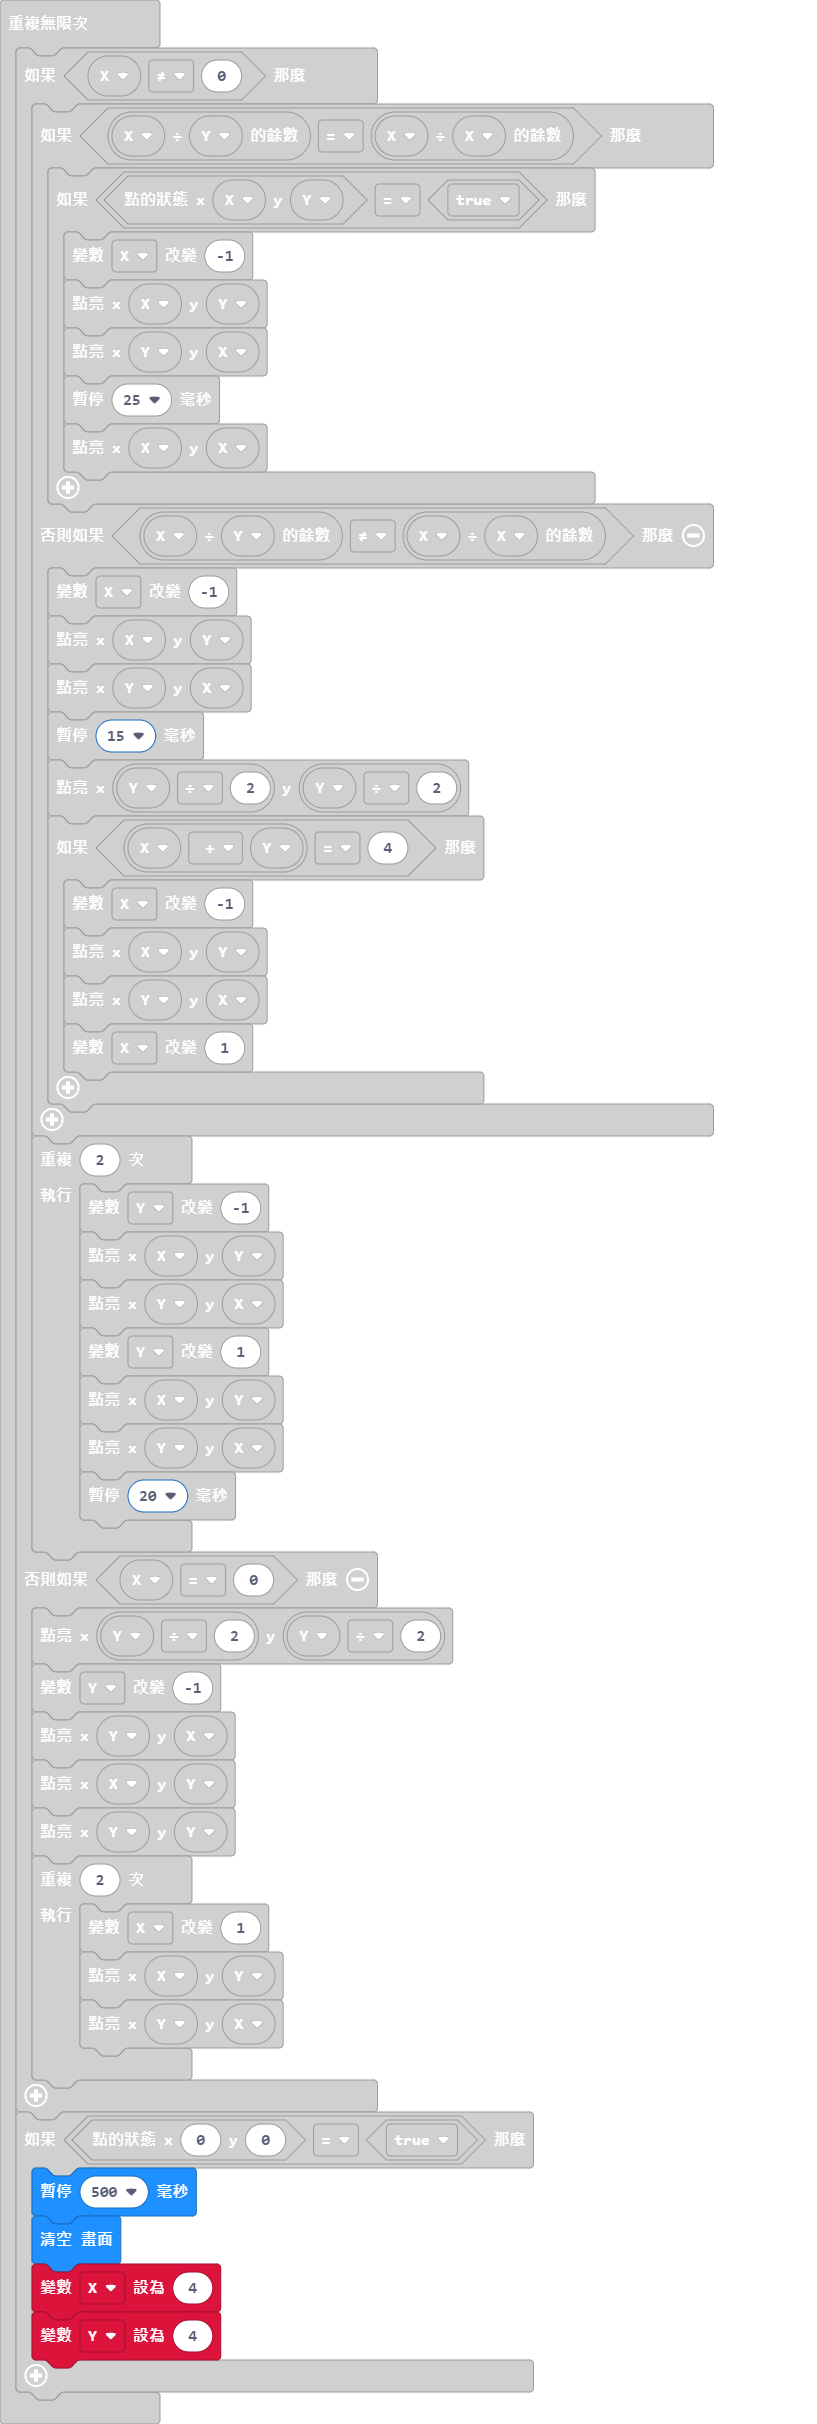 重複無限次
如果 X ≠ 0 那麼
如果 X ÷ Y 的餘數 = X ÷ X 的餘數 那麼
如果 點的狀態 x X y Y = true 那麼
變數 X 改變 -1
點亮 x X y Y
點亮 x Y y X
暫停 25 毫秒
點亮 x X y X
否則如果 X ÷ Y 的餘數 ≠ X ÷ X 的餘數 那麼
變數 X 改變 -1
點亮 x X y Y
點亮 x Y y X
暫停 15 毫秒
點亮 x Y ÷ 2 y Y ÷ 2
如果 X + Y = 4 那麼
變數 X 改變 -1
點亮 x X y Y
點亮 x Y y X
變數 X 改變 1
重複 2 次
執行 變數 Y 改變 -1
點亮 x X y Y
點亮 x Y y X
變數 Y 改變 1
點亮 x X y Y
點亮 x Y y X
暫停 20 毫秒
否則如果 X = 0 那麼
點亮 x Y ÷ 2 y Y ÷ 2
變數 Y 改變 -1
點亮 x Y y X
點亮 x X y Y
點亮 x Y y Y
重複 2 次
執行 變數 X 改變 1
點亮 x X y Y
點亮 x Y y X
如果 點的狀態 x 0 y 0 = true 那麼
暫停 500 毫秒
清空 畫面
變數 X 設為 4
變數 Y 設為 4